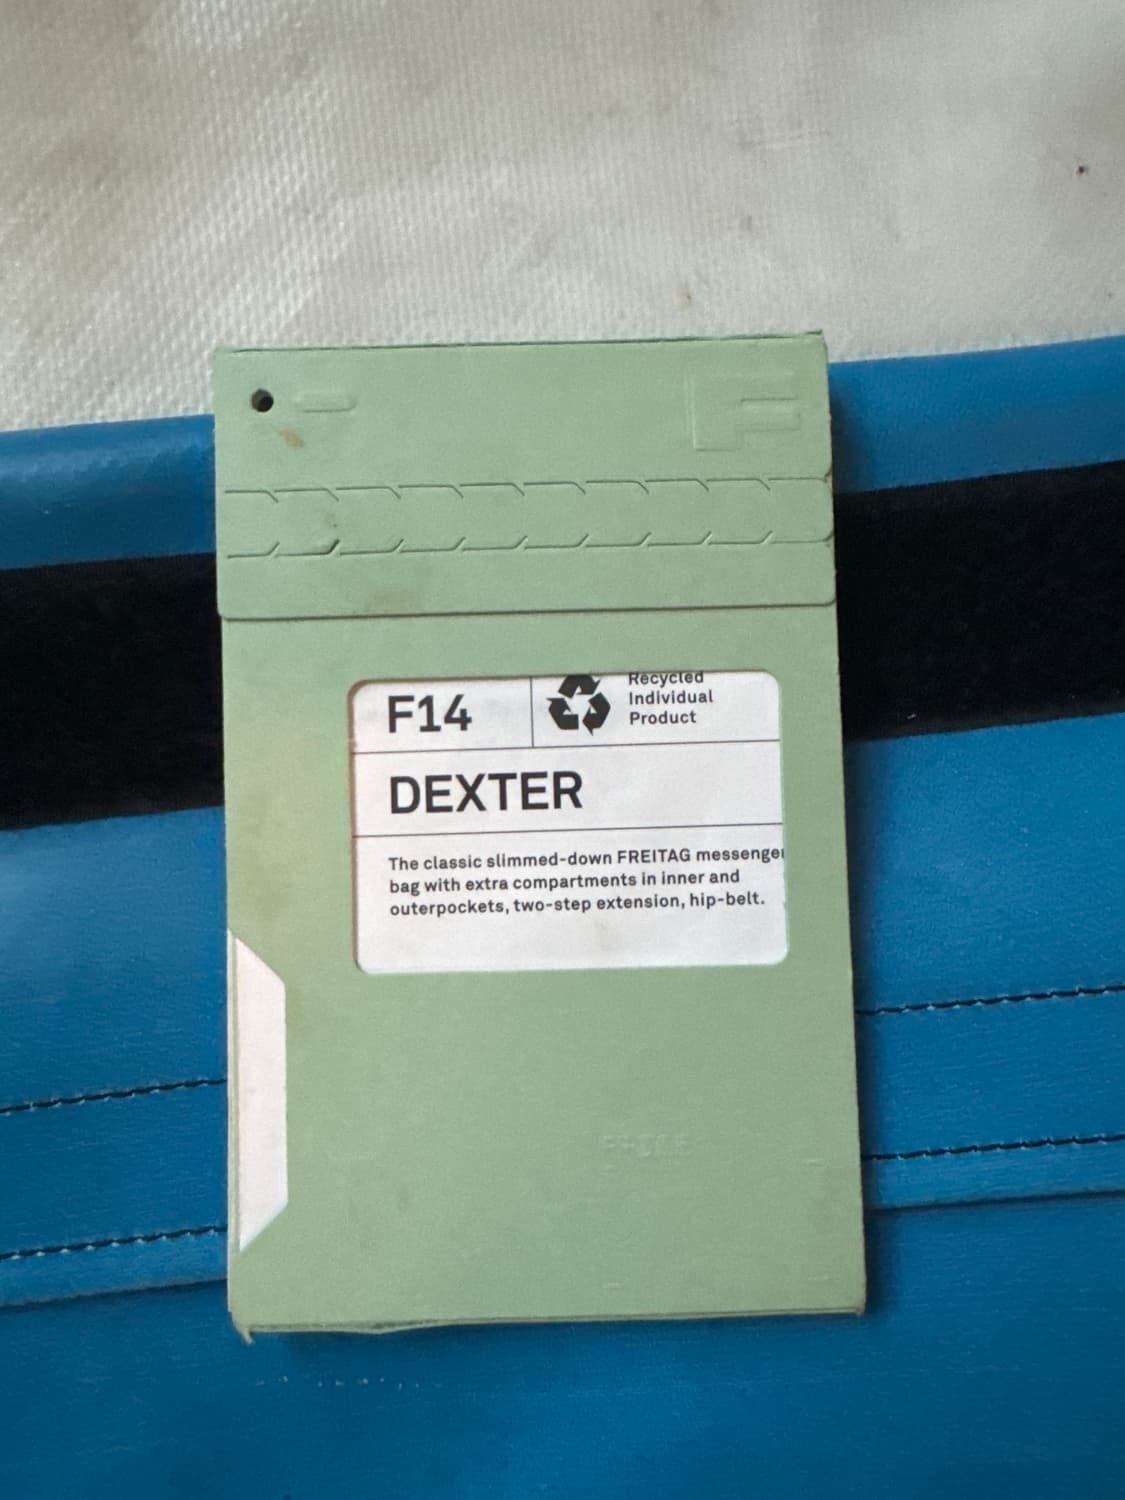 F
F14
Recycled
Individual
Product
DEXTER
The classic slimmed-down FREITAG messenger
bag with extra compartments in inner and
outerpockets, two-step extension, hip-belt.